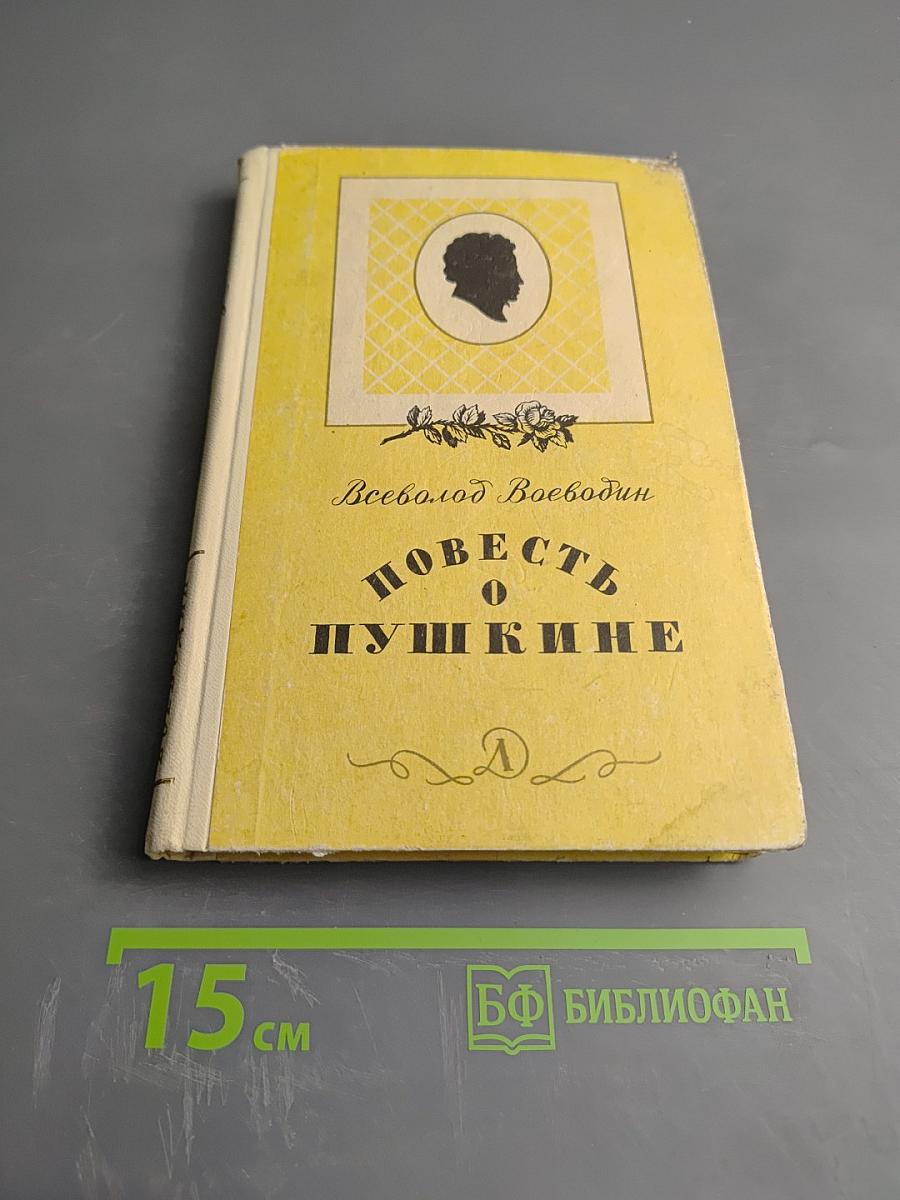 Всеволод Воеводин
ПОВЕСТЬ
О
ПУШКИНЕ
Д Л
15 см
БФ БИБЛИОФАН